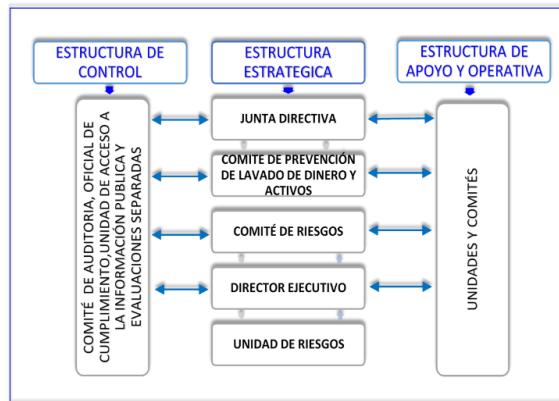 ESTRUCTURA DE
CONTROL
ESTRUCTURA
ESTRATEGICA
ESTRUCTURA DE
APOYO Y OPERATIVA
COMITÉ DE AUDITORIA, OFICIAL DE
CUMPLIMIENTO,UNIDAD DE ACCESO A
LA INFORMACIÓN PUBLICA Y
EVALUACIONES SEPARADAS
JUNTA DIRECTIVA
COMITE DE PREVENCIÓN
DE LAVADO DE DINERO Y
ACTIVOS
COMITÉ DE RIESGOS
DIRECTOR EJECUTIVO
UNIDAD DE RIESGOS
UNIDADES Y COMITÉS